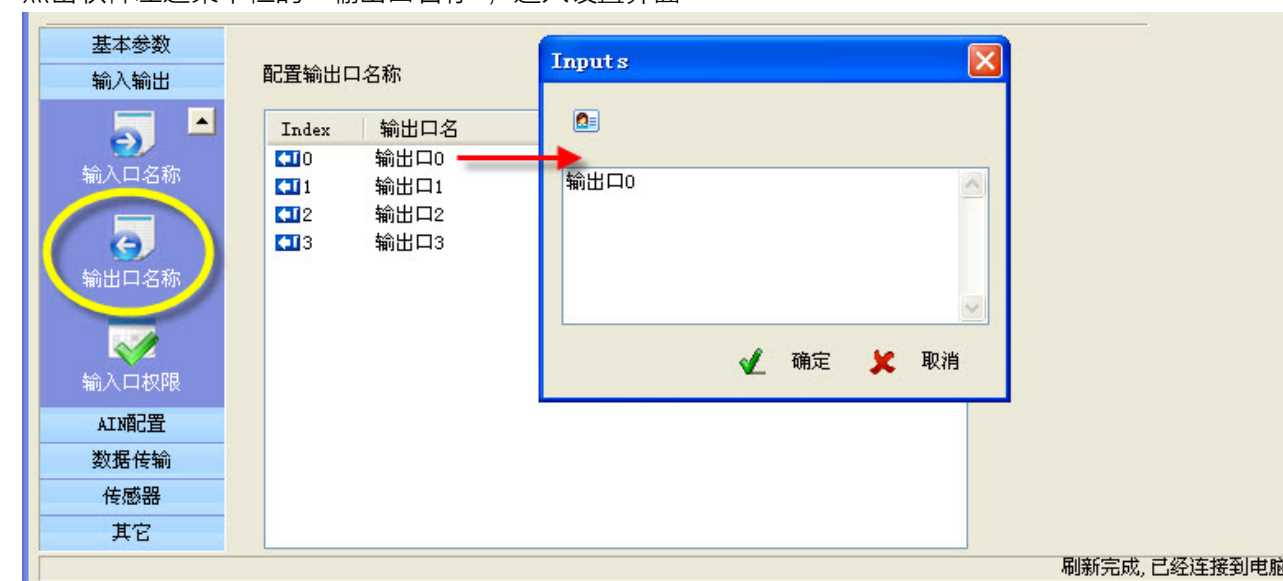 基本参数
输入输出
输入口名称
输出口名称
输入口权限
AIN配置
数据传输
传感器
其它
配置输出口名称
Index 输出口名
0 输出口0
1 输出口1
2 输出口2
3 输出口3
Inputs
输出口0
确定 取消
刷新完成, 已经连接到电脑